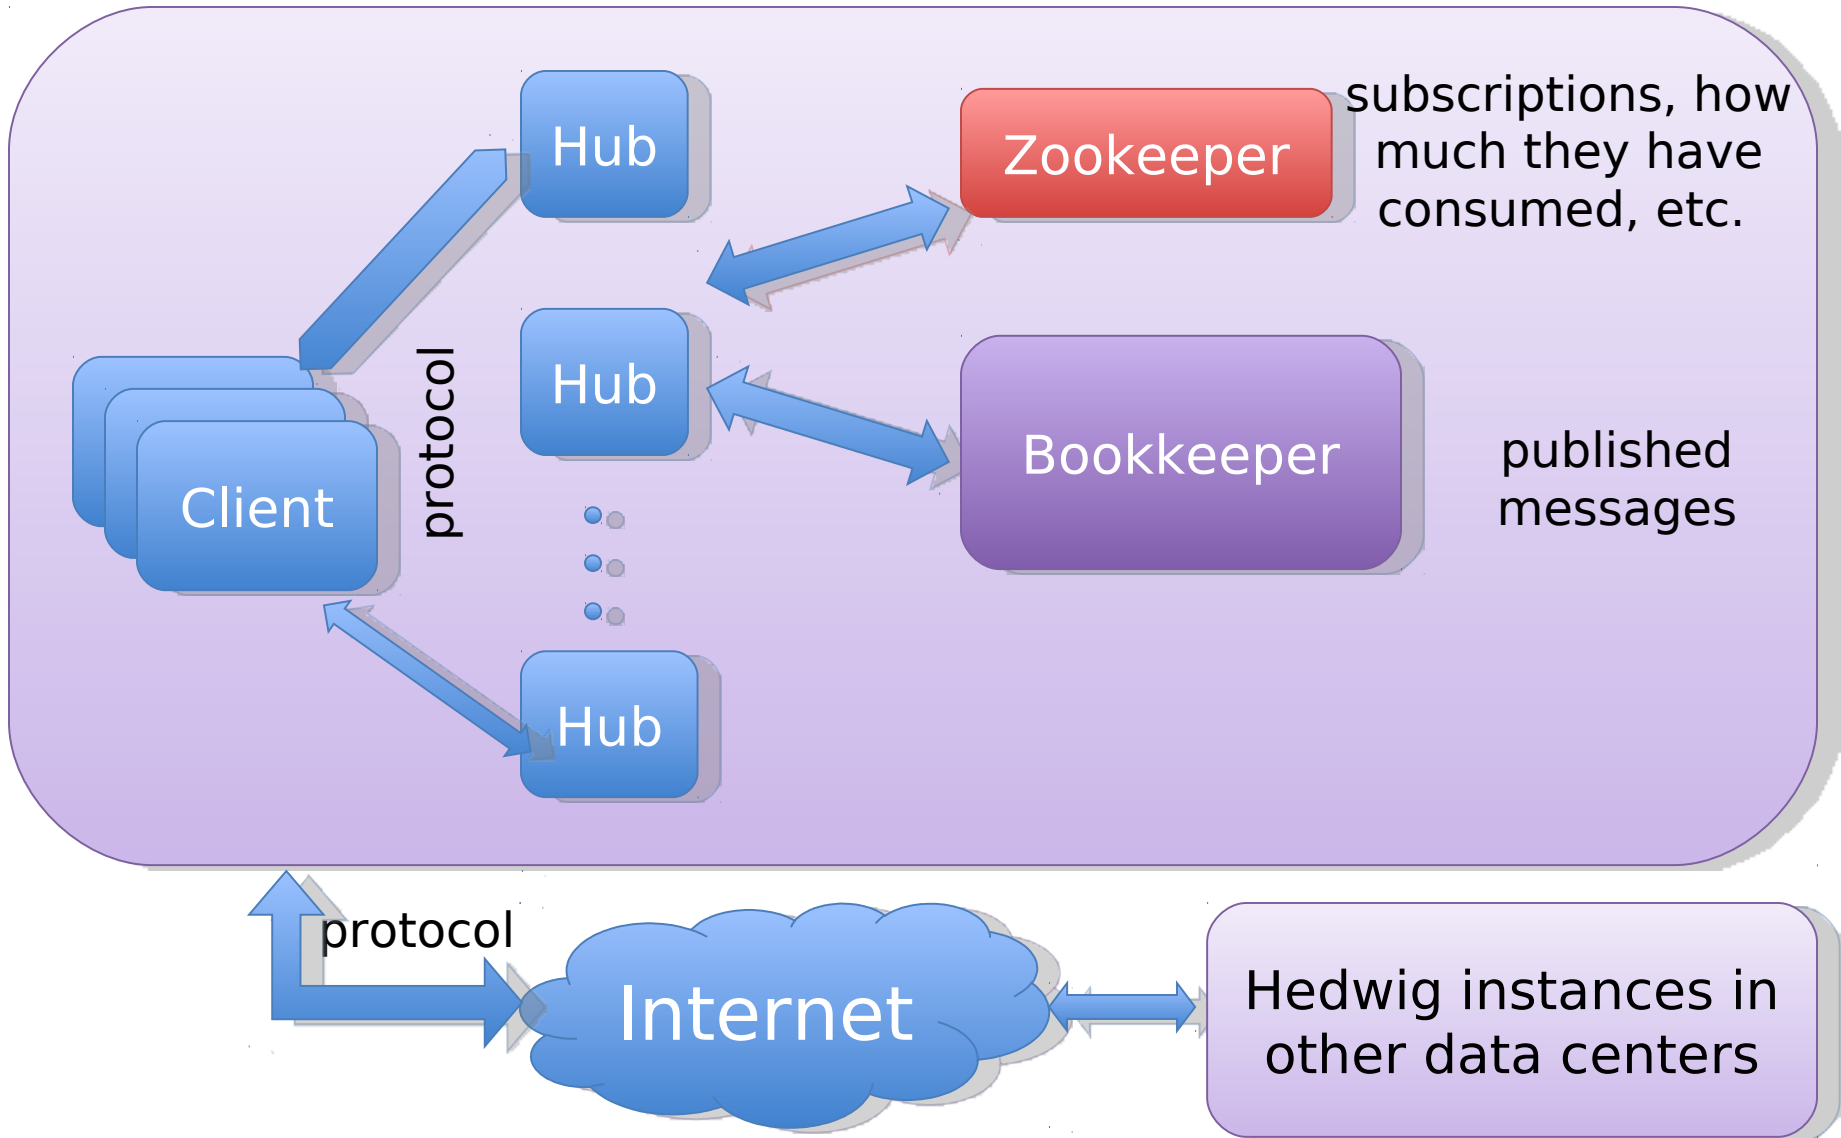 Hub
Zookeeper
subscriptions, how
much they have
consumed, etc.
Hub
protocol
Client
Bookkeeper
published
messages
Hub
protocol
Internet
Hedwig instances in
other data centers